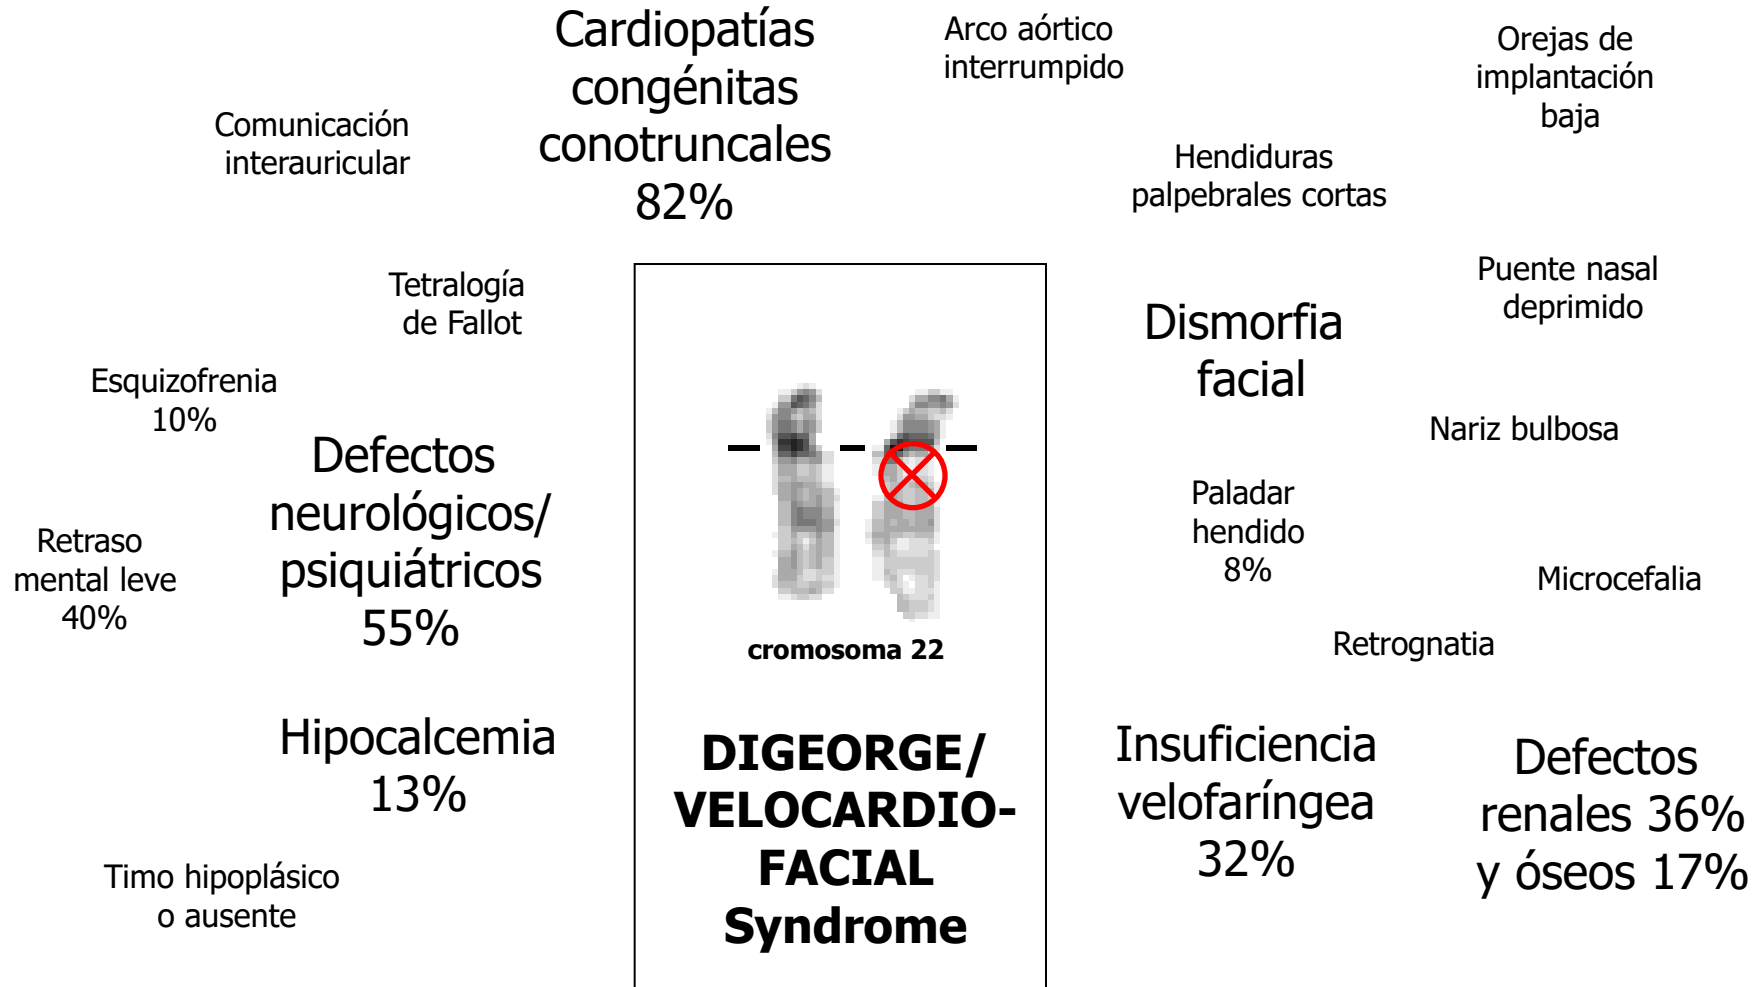 Cardiopatías
congénitas
conotruncales
82%
Arco aórtico
interrumpido
Orejas de
implantación
baja
Comunicación
interauricular
Hendiduras
palpebrales cortas
Tetralogía
de Fallot
Puente nasal
deprimido
Dismorfia
facial
Esquizofrenia
10%
Nariz bulbosa
Defectos
neurológicos/
psiquiátricos
55%
Paladar
hendido
8%
Retraso
mental leve
40%
Microcefalia
Retrognatia
cromosoma 22
Hipocalcemia
13%
DIGEORGE/
VELOCARDIO-
FACIAL
Syndrome
Insuficiencia
velofaríngea
32%
Defectos
renales 36%
y óseos 17%
Timo hipoplásico
o ausente